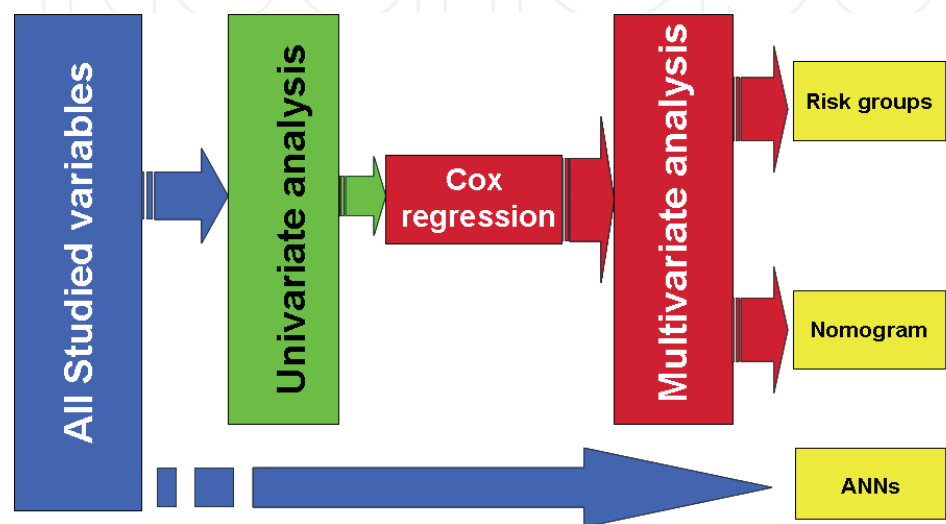 All Studied variables
Univariate analysis
Cox
regression
Multivariate analysis
Risk groups
Nomogram
ANNs